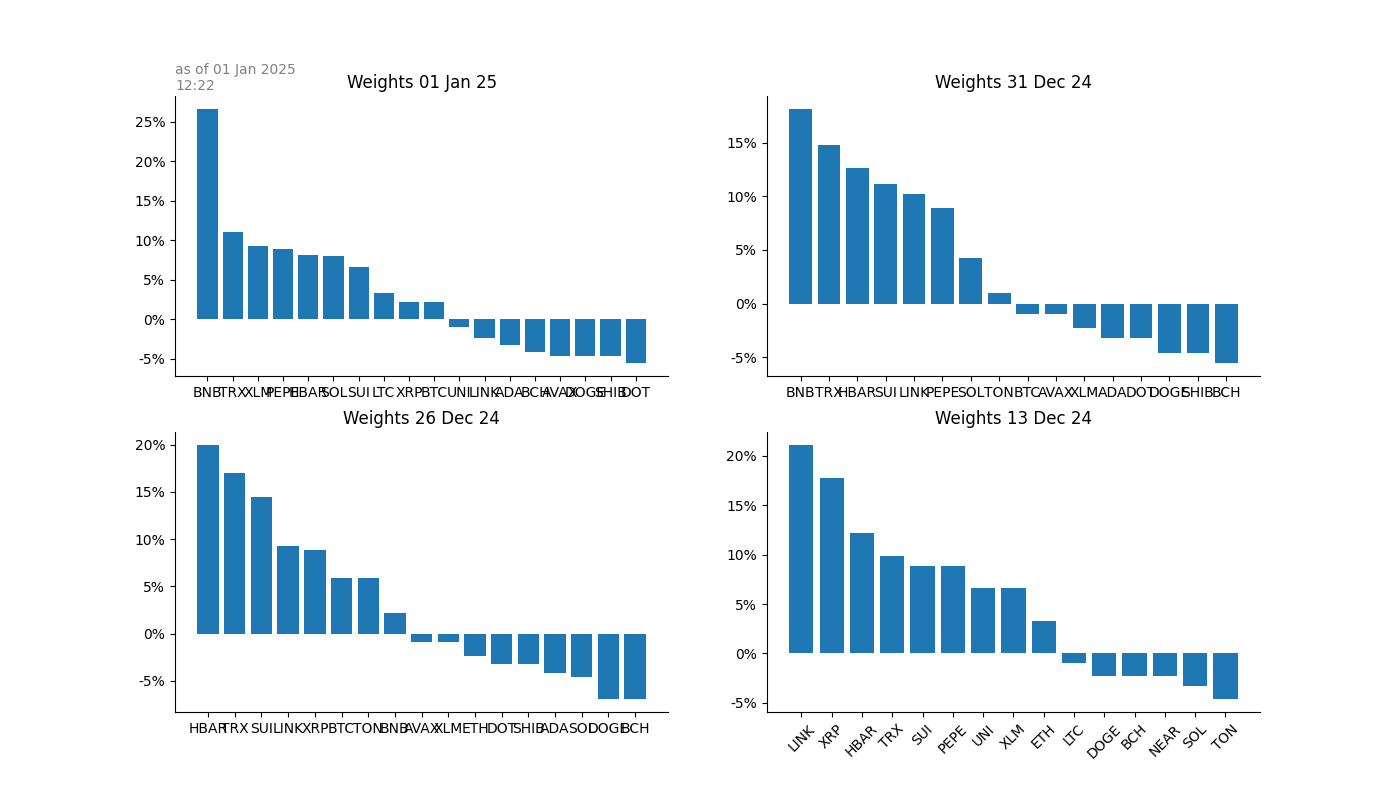 as of 01 Jan 2025
12:22
Weights 01 Jan 25
25%
20%
15%
10%
5%
0%
-5%
BNB TRX XLM PEPE HBAR SOL SUI LTC XRP BTC UNI LINK ADA BCH AVAX DOGE SHIB DOT
Weights 31 Dec 24
15%
10%
5%
0%
-5%
BNB TRX HBAR SUI LINK PEPE SOL TON BTC AVAX XLM ADA DOT DOGE SHIB BCH
Weights 26 Dec 24
20%
15%
10%
5%
0%
-5%
HBAR TRX SUI LINK XRP BTC TON BNB AVAX XLM ETH DOT SHIB ADA SOL DOGE BCH
Weights 13 Dec 24
20%
15%
10%
5%
0%
-5%
LINK XRP HBAR TRX SUI PEPE UNI XLM ETH LTC DOGE BCH NEAR SOL TON